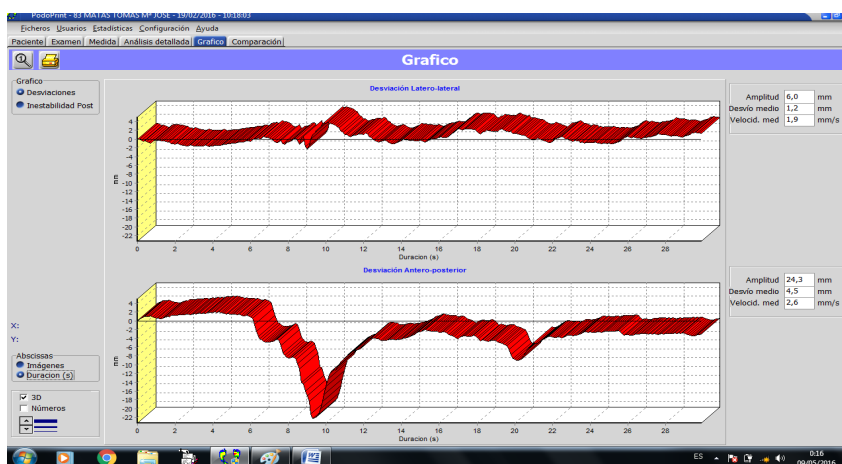 PodoPrint - 83 MATAS TOMAS Mª JOSE - 19/02/2016 - 10:18:03
Ficheros Usuarios Estadísticas Configuración Ayuda
Paciente Examen Medida Análisis detallada Grafico Comparación
Grafico
Grafico
Desviaciones
Inestabilidad Post
Desviación Latero-lateral
4
2
0
-2
-4
-6
-8
-10
-12
-14
-16
-18
-20
-22
mm
0 2 4 6 8 10 12 14 16 18 20 22 24 26 28
Duracion (s)
Amplitud 6,0 mm
Desvío medio 1,2 mm
Velocid. med 1,9 mm/s
Desviación Antero-posterior
4
2
0
-2
-4
-6
-8
-10
-12
-14
-16
-18
-20
-22
mm
0 2 4 6 8 10 12 14 16 18 20 22 24 26 28
Duracion (s)
Amplitud 24,3 mm
Desvío medio 4,5 mm
Velocid. med 2,6 mm/s
X:
Y:
Abscissas
Imágenes
Duracion (s)
3D
Números
ES
0:16
09/05/2016